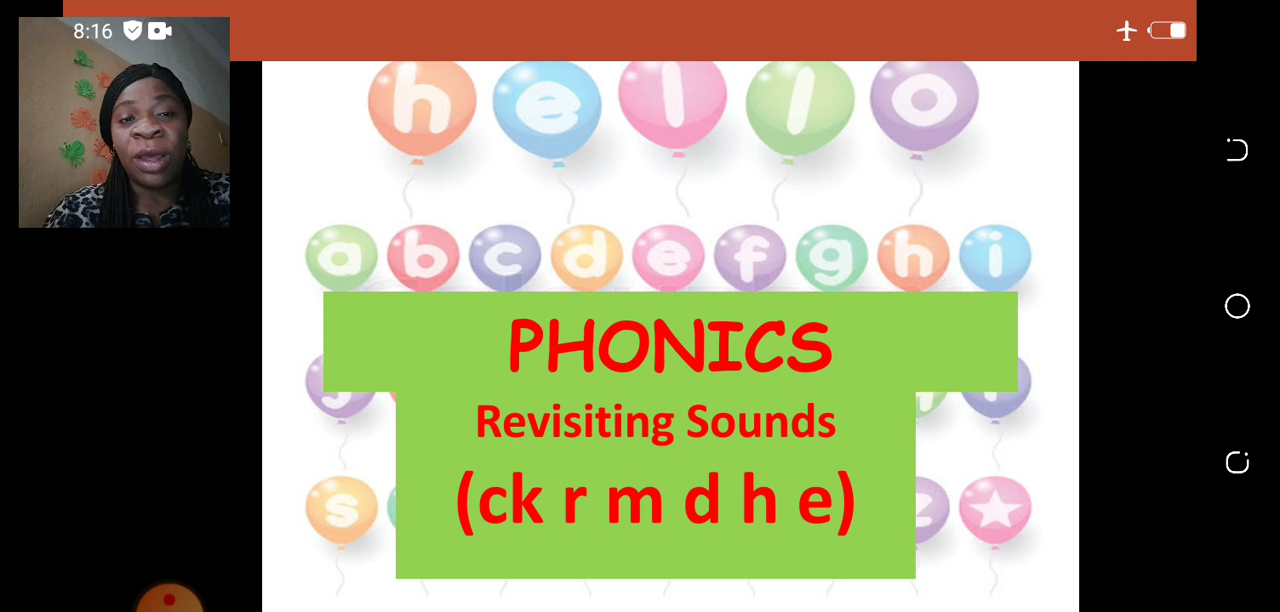 8:16
h e l l o
a b c d e f g h i
PHONICS
Revisiting Sounds
(ck r m d h e)
s z